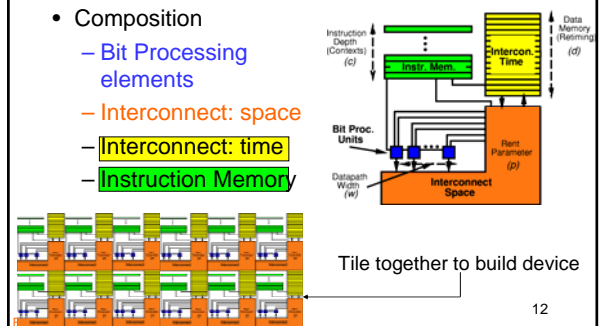 • Composition
– Bit Processing
elements
– Interconnect: space
– Interconnect: time
– Instruction Memory
Instruction
Depth
(Contexts)
(c)
Instr. Mem.
Intercon.
Time
Data
Memory
(Retiming)
(d)
Bit Proc.
Units
Rent
Parameter
(p)
Datapath
Width
(w)
Interconnect
Space
Tile together to build device
12